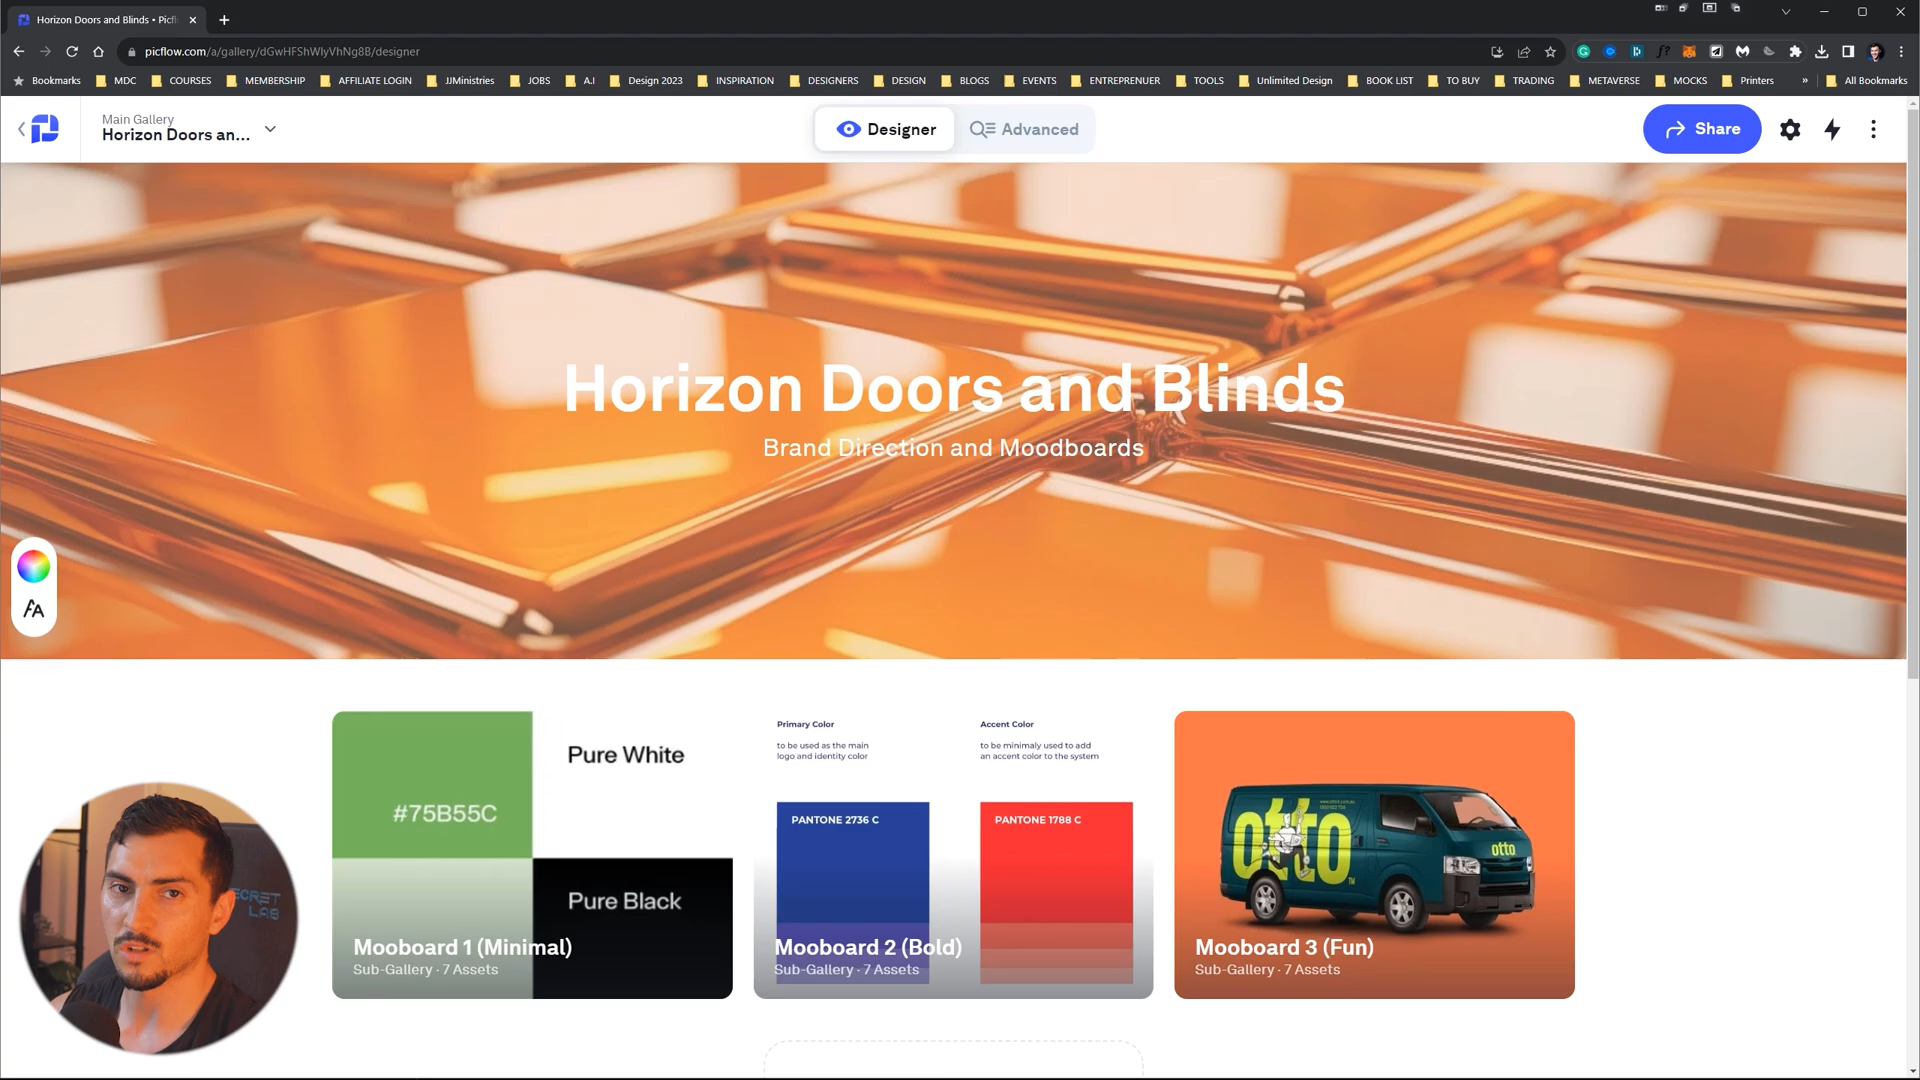 Horizon Doors and Blinds • Picfl
picflow.com/a/gallery/dGwHFShWlyVhNg8B/designer
Bookmarks MDC COURSES MEMBERSHIP AFFILIATE LOGIN JJMinistries JOBS A.I Design 2023 INSPIRATION DESIGNERS DESIGN BLOGS EVENTS ENTREPRENUER TOOLS Unlimited Design BOOK LIST TO BUY TRADING METAVERSE MOCKS Printers » All Bookmarks
Main Gallery
Horizon Doors an...
Designer
Advanced
Share
Horizon Doors and Blinds
Brand Direction and Moodboards
#75B55C
Pure White
Pure Black
Mooboard 1 (Minimal)
Sub-Gallery · 7 Assets
Primary Color
to be used as the main
logo and identity color
Accent Color
to be minimaly used to add
an accent color to the system
PANTONE 2736 C
PANTONE 1788 C
Mooboard 2 (Bold)
Sub-Gallery · 7 Assets
otto
TM
otto
Mooboard 3 (Fun)
Sub-Gallery · 7 Assets
ECRET
LAB